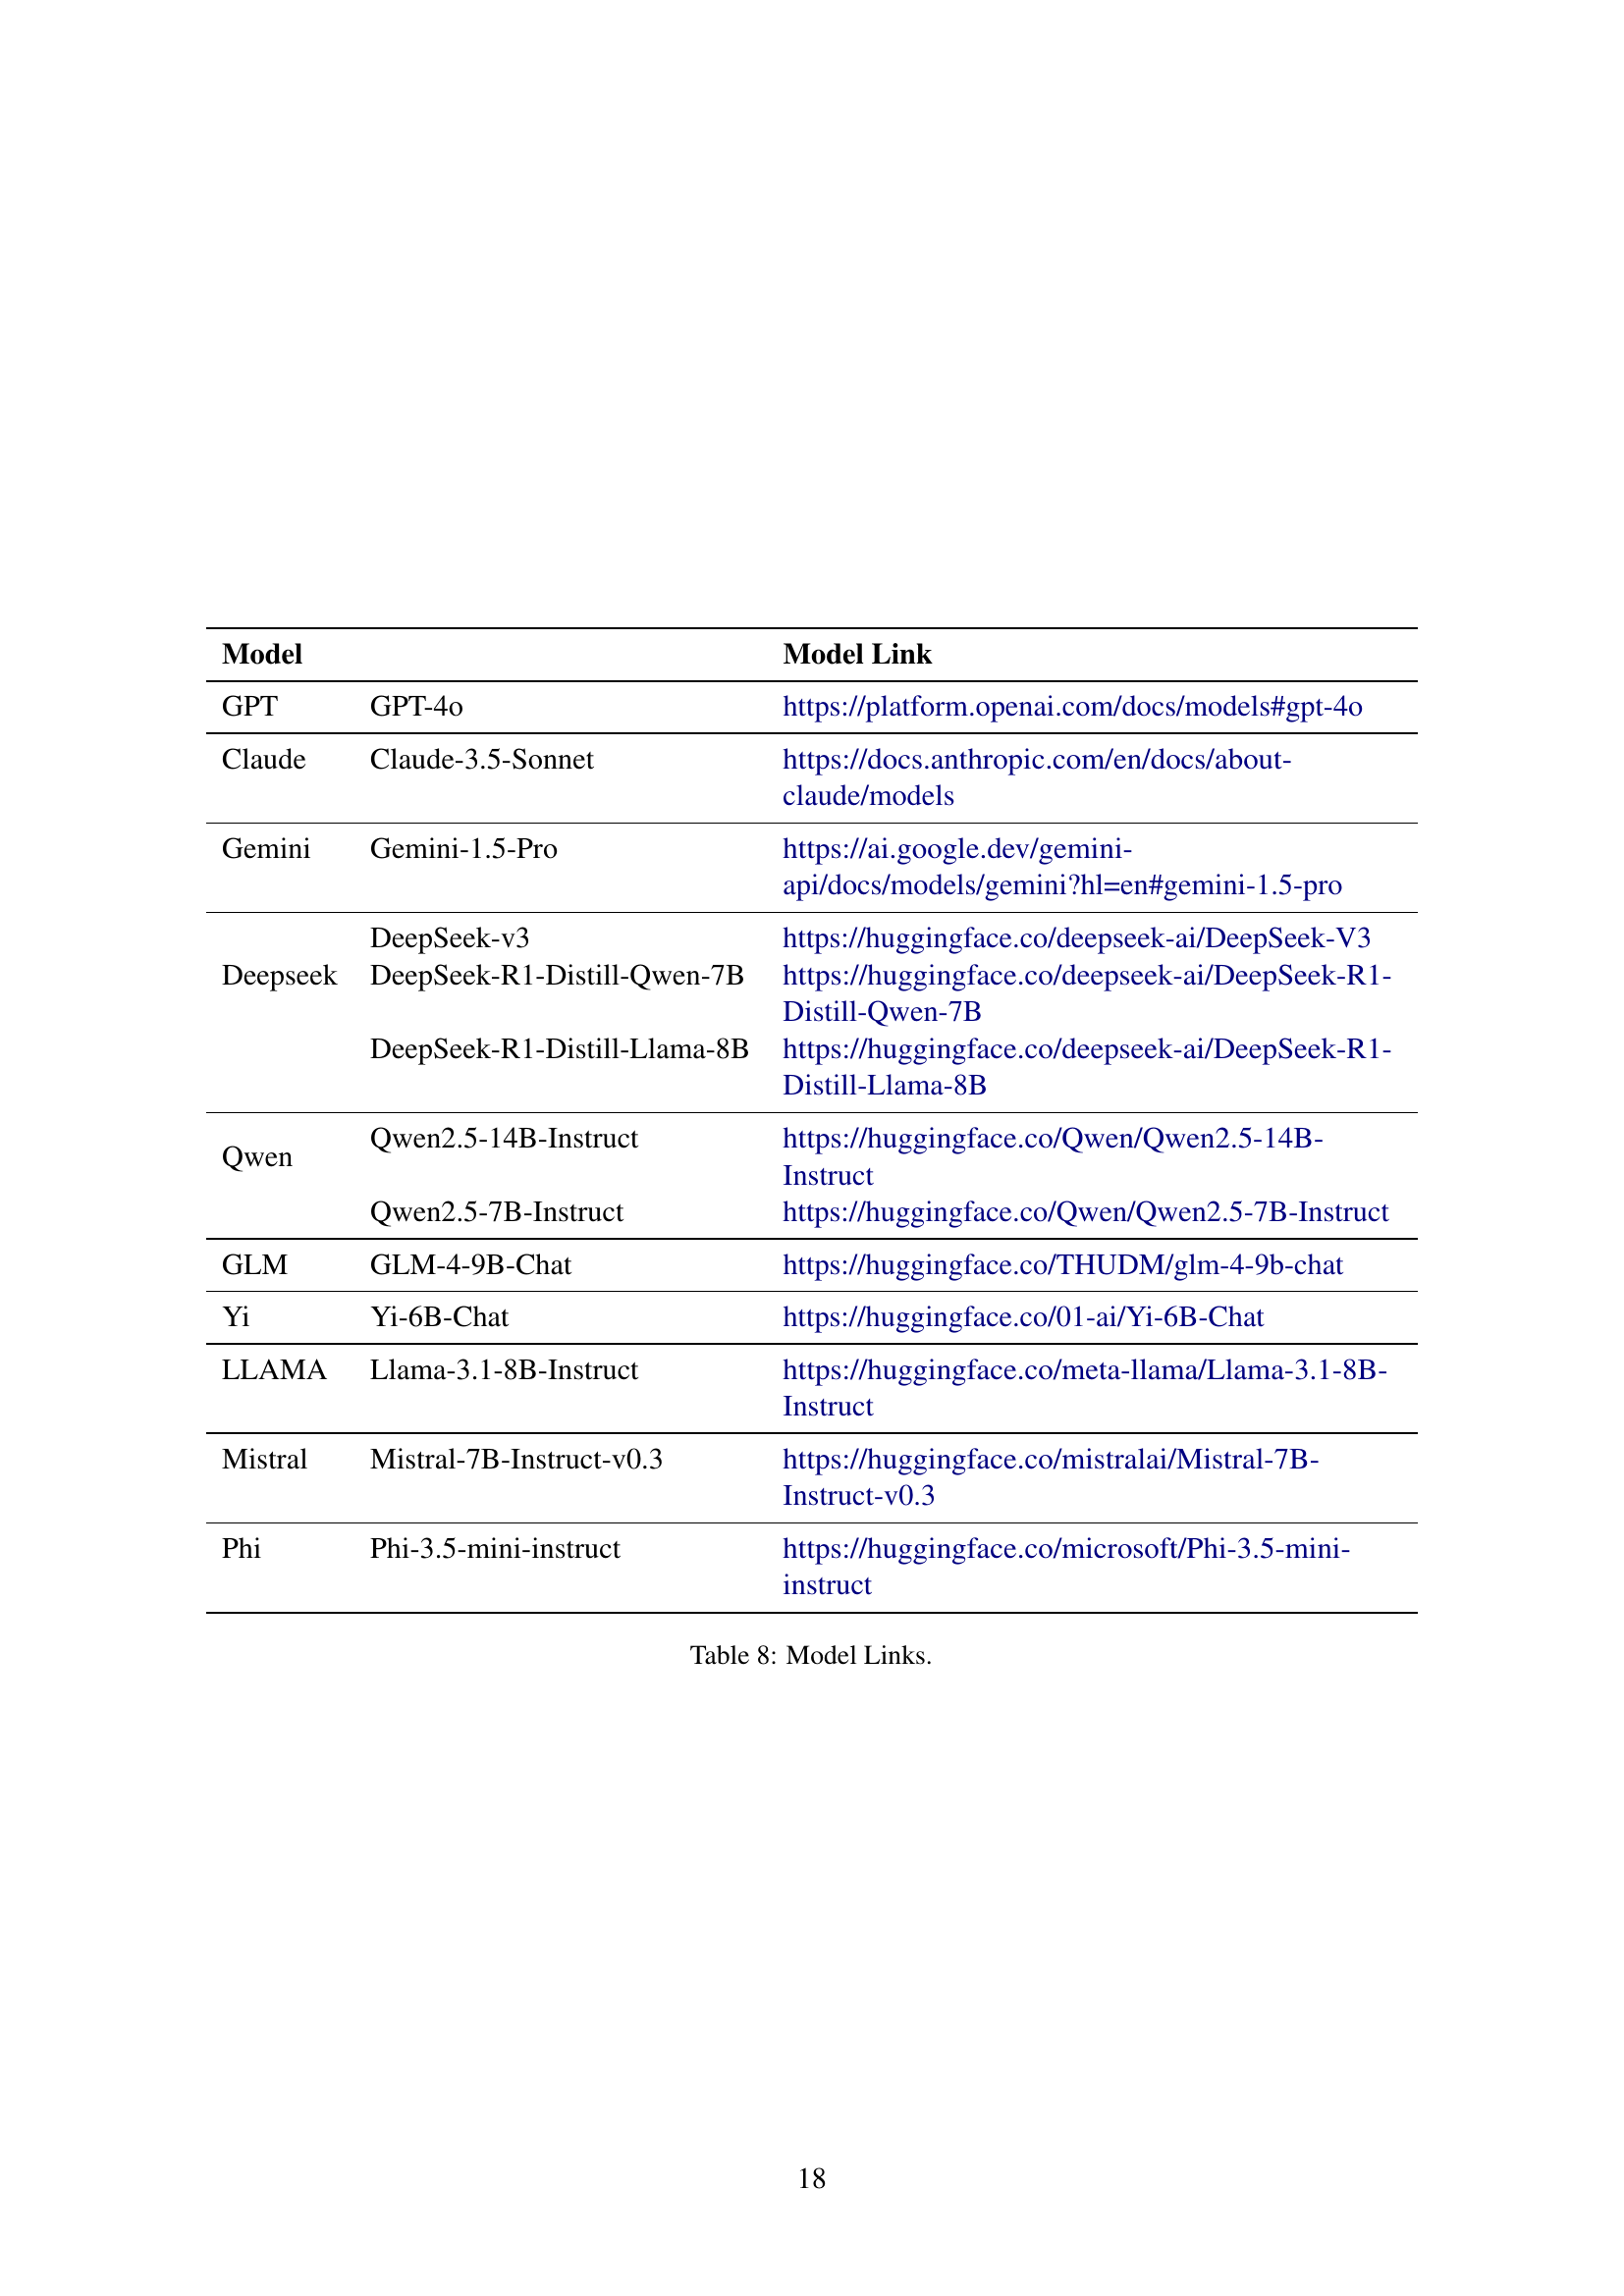 Model Model Link
GPT GPT-4o https://platform.openai.com/docs/models#gpt-4o
Claude Claude-3.5-Sonnet https://docs.anthropic.com/en/docs/about-
claude/models
Gemini Gemini-1.5-Pro https://ai.google.dev/gemini-
api/docs/models/gemini?hl=en#gemini-1.5-pro
DeepSeek-v3 https://huggingface.co/deepseek-ai/DeepSeek-V3
Deepseek DeepSeek-R1-Distill-Qwen-7B https://huggingface.co/deepseek-ai/DeepSeek-R1-
Distill-Qwen-7B
DeepSeek-R1-Distill-Llama-8B https://huggingface.co/deepseek-ai/DeepSeek-R1-
Distill-Llama-8B
Qwen2.5-14B-Instruct https://huggingface.co/Qwen/Qwen2.5-14B-
Qwen
Instruct
Qwen2.5-7B-Instruct https://huggingface.co/Qwen/Qwen2.5-7B-Instruct
GLM GLM-4-9B-Chat https://huggingface.co/THUDM/glm-4-9b-chat
Yi Yi-6B-Chat https://huggingface.co/01-ai/Yi-6B-Chat
LLAMA Llama-3.1-8B-Instruct https://huggingface.co/meta-llama/Llama-3.1-8B-
Instruct
Mistral Mistral-7B-Instruct-v0.3 https://huggingface.co/mistralai/Mistral-7B-
Instruct-v0.3
Phi Phi-3.5-mini-instruct https://huggingface.co/microsoft/Phi-3.5-mini-
instruct
Table 8: Model Links.
18